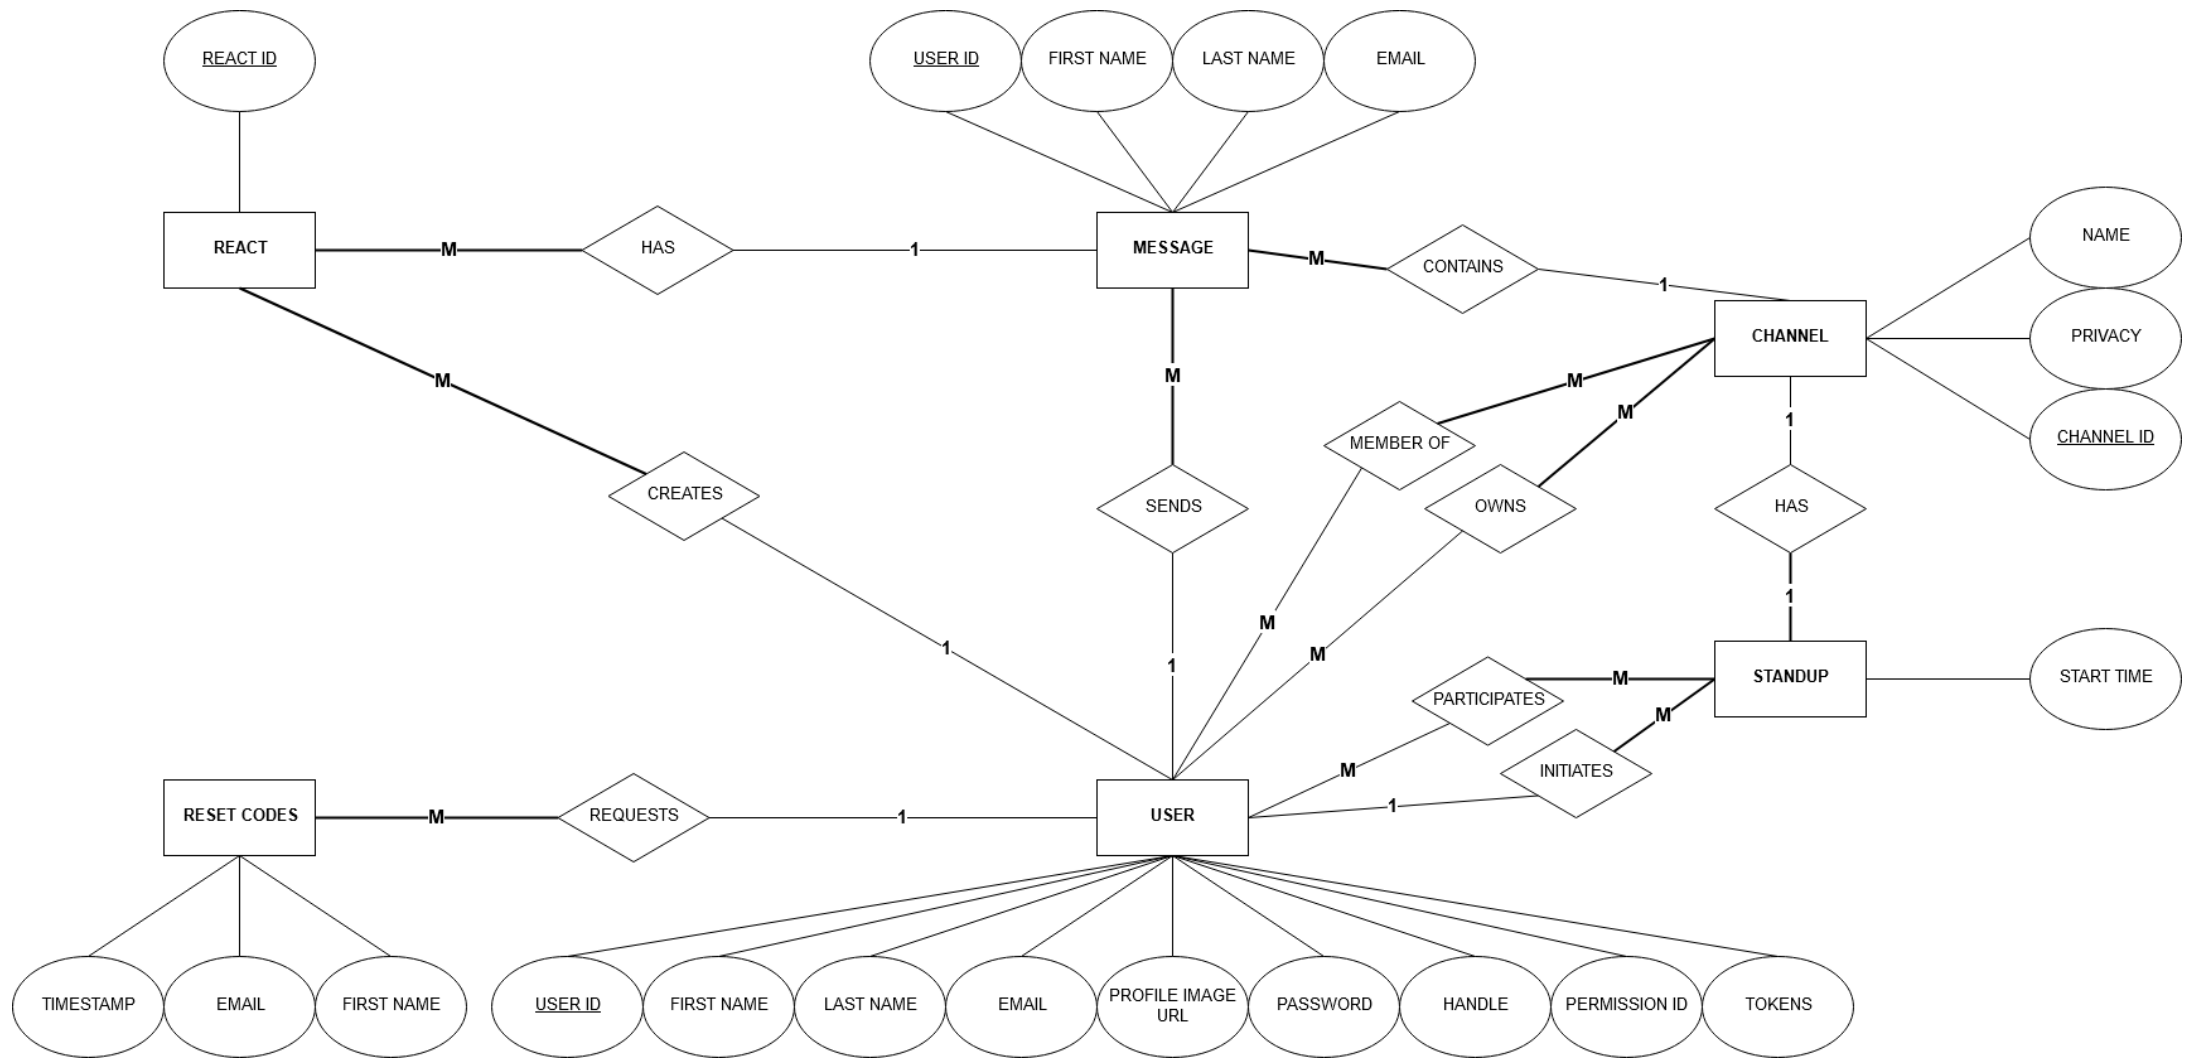 REACT ID
USER ID
FIRST NAME
LAST NAME
EMAIL
NAME
REACT
M
HAS
1
MESSAGE
M
CONTAINS
1
PRIVACY
CHANNEL
M
M
M
M
1
CHANNEL ID
MEMBER OF
CREATES
SENDS
OWNS
HAS
1
M
M
1
1
STANDUP
START TIME
M
PARTICIPATES
M
M
INITIATES
1
RESET CODES
M
REQUESTS
1
USER
TIMESTAMP
EMAIL
FIRST NAME
USER ID
FIRST NAME
LAST NAME
EMAIL
PROFILE IMAGE
URL
PASSWORD
HANDLE
PERMISSION ID
TOKENS